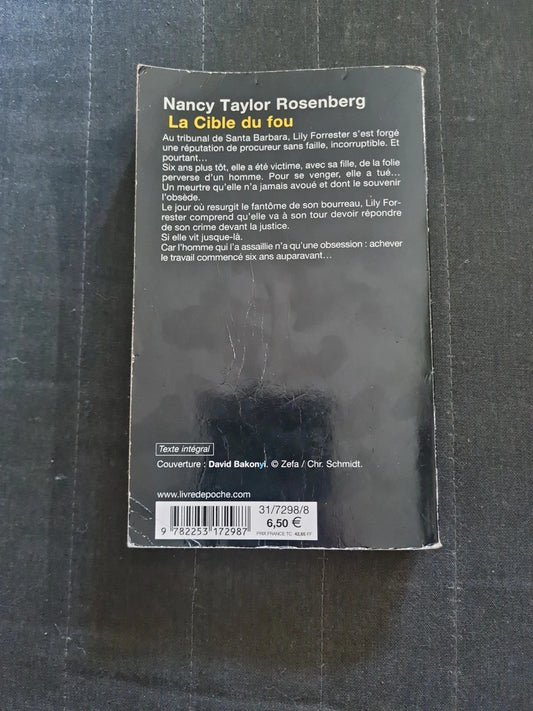 Nancy Taylor Rosenberg
La Cible du fou
Au tribunal de Santa Barbara, Lily Forrester s'est forgé
une réputation de procureur sans faille, incorruptible. Et
pourtant...
Six ans plus tôt, elle a été victime, avec sa fille, de la folie
perverse d'un homme. Pour se venger, elle a tué...
Un meurtre qu'elle n'a jamais avoué et dont le souvenir
l'obsède.
Le jour où resurgit le fantôme de son bourreau, Lily For-
rester comprend qu'elle va à son tour devoir répondre
de son crime devant la justice.
Si elle vit jusque-là.
Car l'homme qui l'a assaillie n'a qu'une obsession : achever
le travail commencé six ans auparavant...
Texte intégral
Couverture : David Bakonyi. © Zefa / Chr. Schmidt.
www.livredepoche.com
31/7298/8
6,50 €
PRIX FRANCE TC 42,65 FF
9 782253 172987